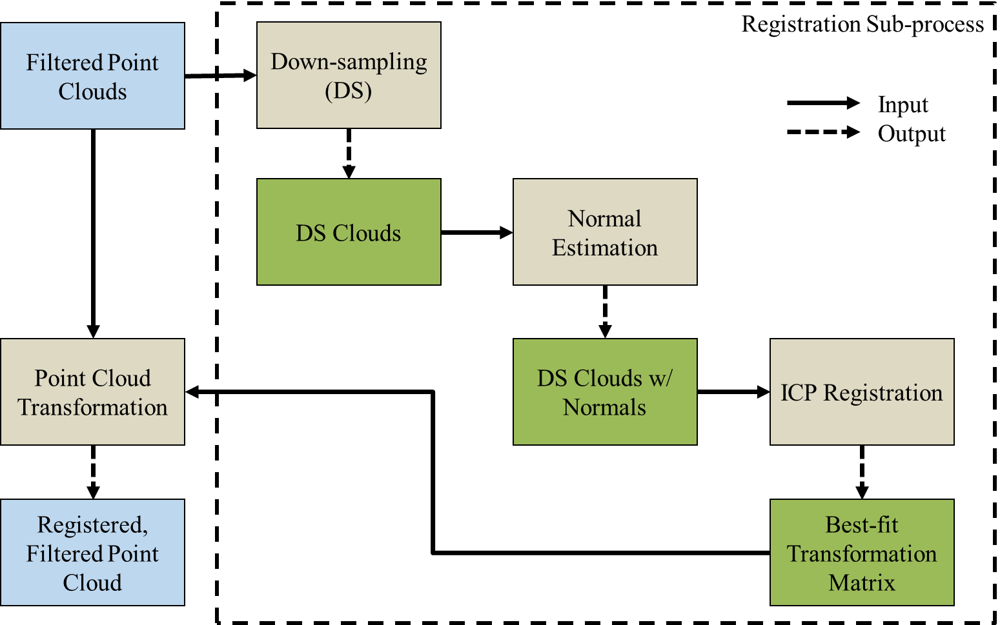 Registration Sub-process
Filtered Point
Clouds
Down-sampling
(DS)
Input
Output
DS Clouds
Normal
Estimation
Point Cloud
Transformation
DS Clouds w/
Normals
ICP Registration
Registered,
Filtered Point
Cloud
Best-fit
Transformation
Matrix